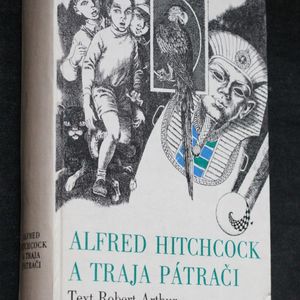 ALFRED
HITCHCOCK
A TRAJA
PÁTRAČI
ALFRED HITCHCOCK
A TRAJA PÁTRAČI
Text Robert Arthur